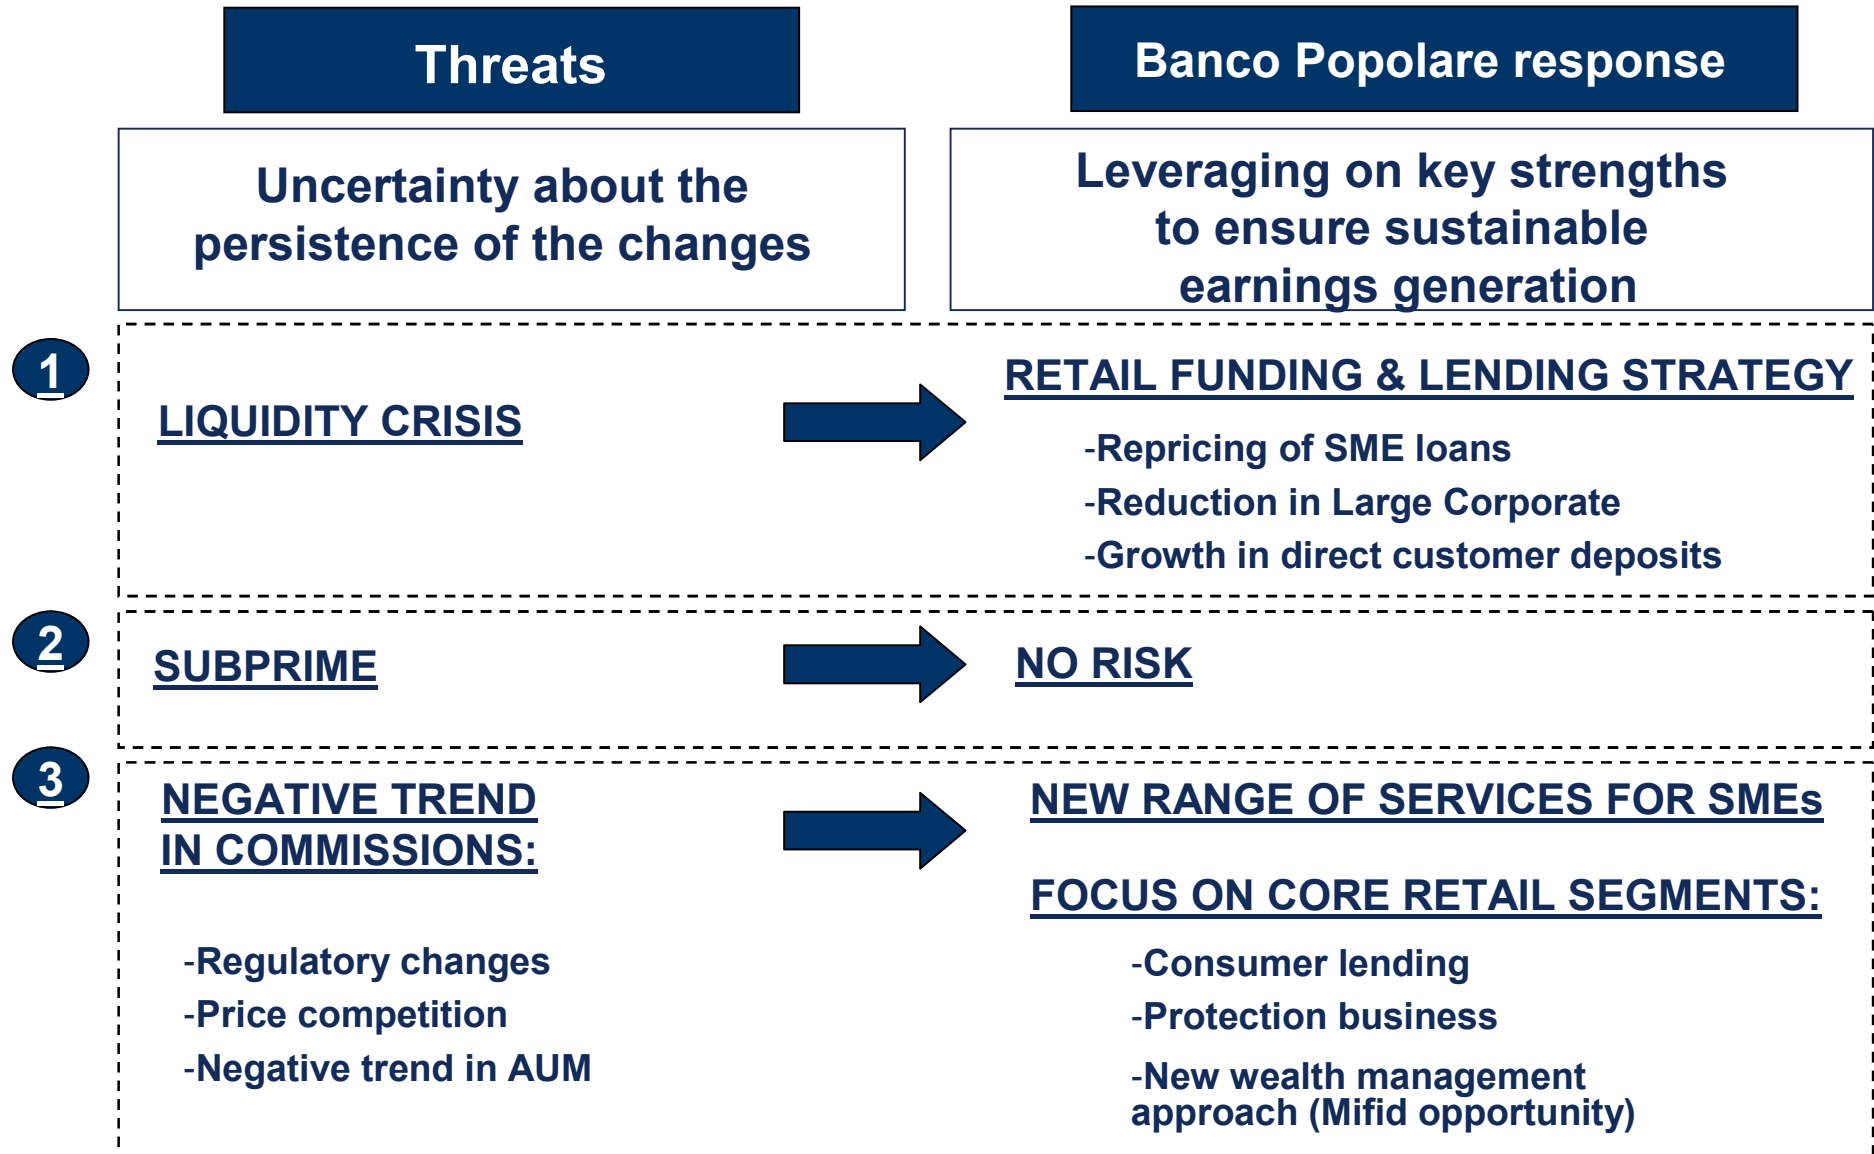 Threats
Banco Popolare response
Uncertainty about the
persistence of the changes
Leveraging on key strengths
to ensure sustainable
earnings generation
1
LIQUIDITY CRISIS
RETAIL FUNDING & LENDING STRATEGY
-Repricing of SME loans
-Reduction in Large Corporate
-Growth in direct customer deposits
2
SUBPRIME
NO RISK
3
NEGATIVE TREND
IN COMMISSIONS:
-Regulatory changes
-Price competition
-Negative trend in AUM
NEW RANGE OF SERVICES FOR SMEs
FOCUS ON CORE RETAIL SEGMENTS:
-Consumer lending
-Protection business
-New wealth management
approach (Mifid opportunity)